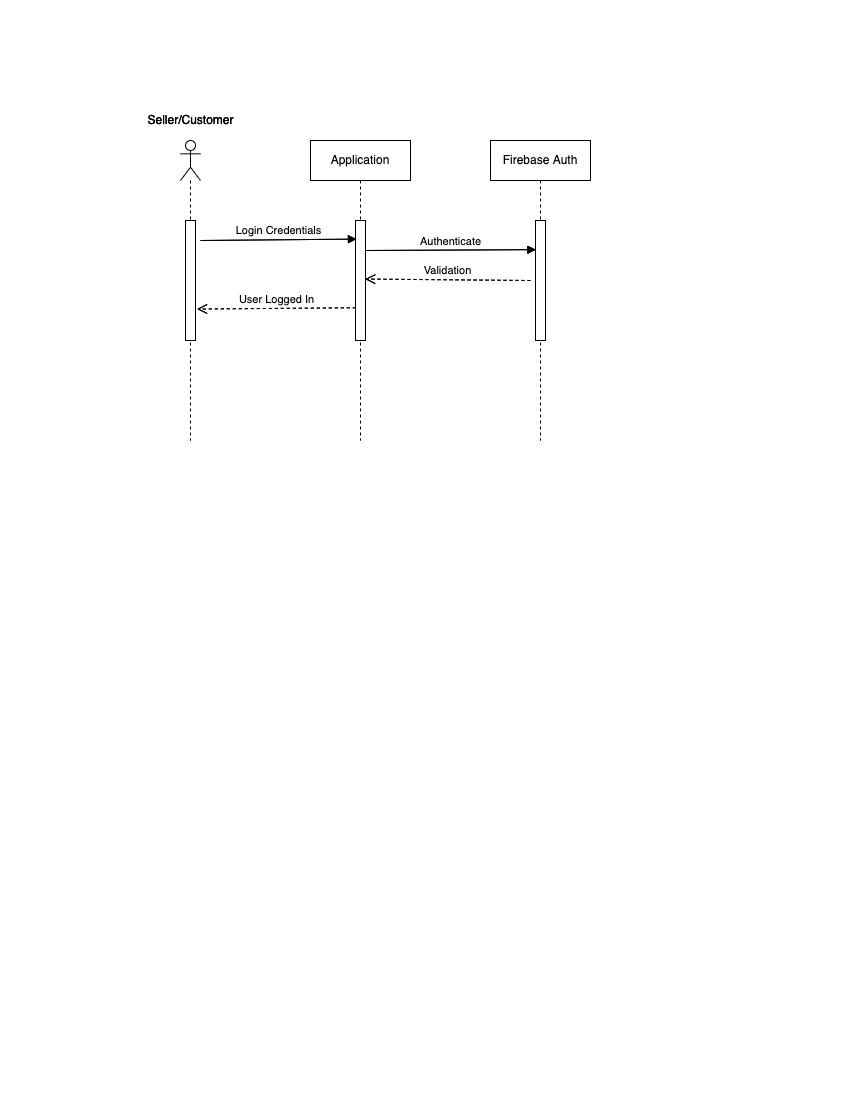 Seller/Customer
Application
Firebase Auth
Login Credentials
Authenticate
Validation
User Logged In